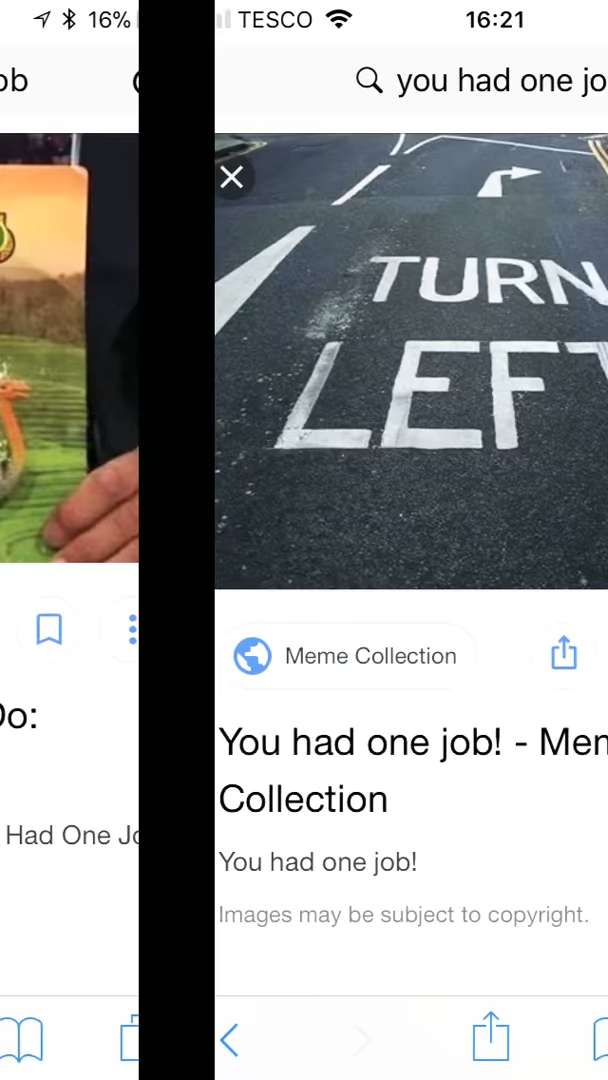 16%
ob
Do:
Had One Jo
TESCO
16:21
you had one jo
TURN
LEFT
Meme Collection
You had one job! - Mem
Collection
You had one job!
Images may be subject to copyright.